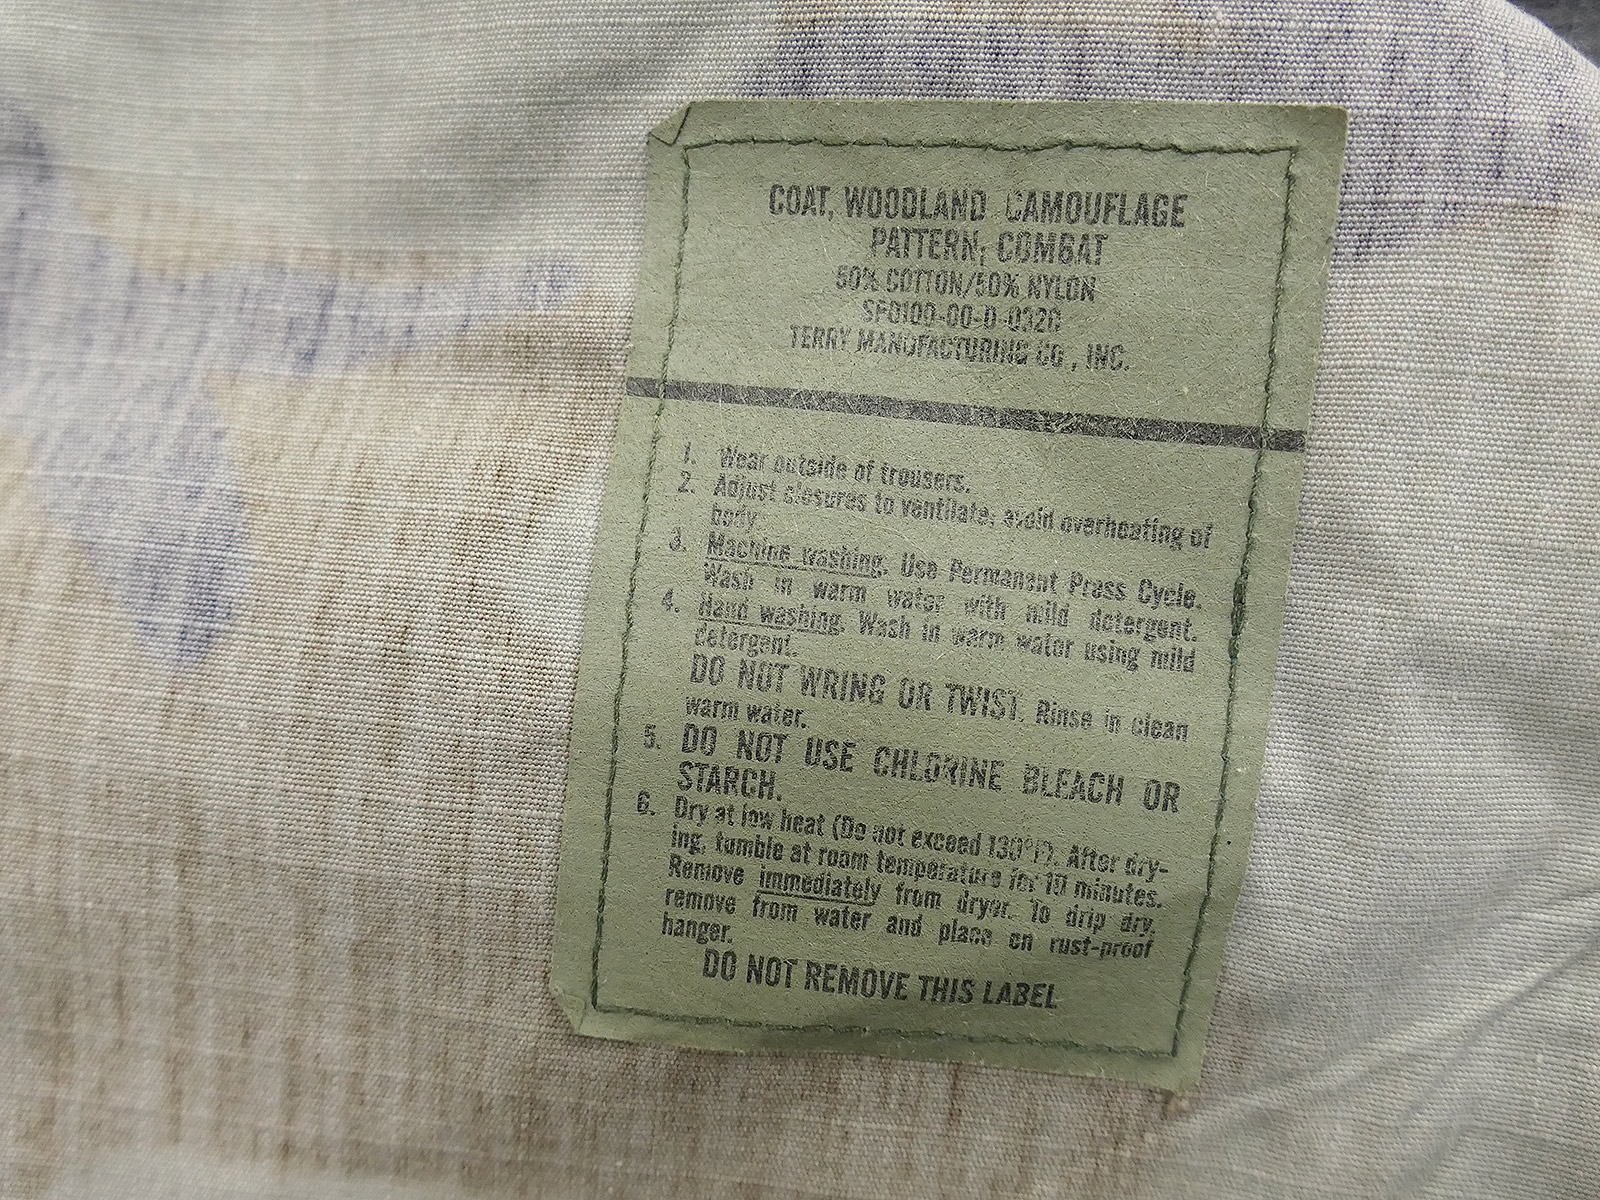 COAT, WOODLAND CAMOUFLAGE
PATTERN, COMBAT
50% COTTON/50% NYLON
SPO100-00-D-032C
TERRY MANUFACTURING CO., INC.
1. Wear outside of trousers.
2. Adjust closures to ventilate; avoid overheating of
body.
3. Machine washing. Use Permanant Press Cycle.
Wash in warm water with mild detergent.
4. Hand washing. Wash in warm water using mild
detergent.
DO NOT WRING OR TWIST. Rinse in clean
warm water.
5. DO NOT USE CHLORINE BLEACH OR
STARCH.
6. Dry at low heat (Do not exceed 130°F). After dry-
ing, tumble at room temperature for 10 minutes.
Remove immediately from dryer. To drip dry,
remove from water and place on rust-proof
hanger.
DO NOT REMOVE THIS LABEL